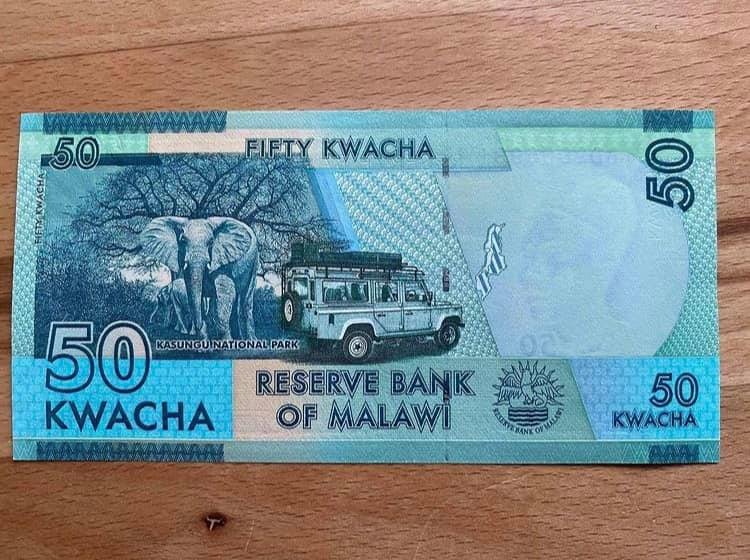 50
FIFTY KWACHA
50
FIFTY KWACHA
KASUNGU NATIONAL PARK
50
KWACHA
RESERVE BANK
OF MALAWI
RESERVE BANK OF MALAWI
50
KWACHA